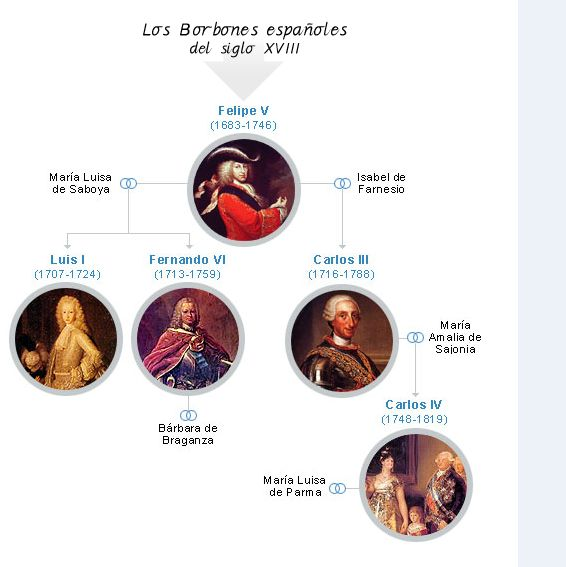 Los Borbones españoles
del siglo XVIII
Felipe V
(1683-1746)
María Luisa
de Saboya
Isabel de
Farnesio
Luis I
(1707-1724)
Fernando VI
(1713-1759)
Carlos III
(1716-1788)
María
Amalia de
Sajonia
Carlos IV
(1748-1819)
Bárbara de
Braganza
María Luisa
de Parma